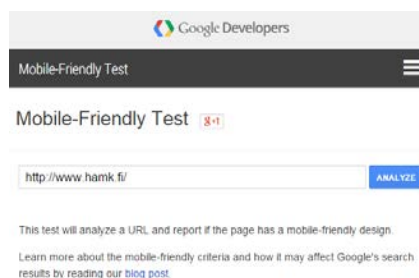 Google Developers
Mobile-Friendly Test
Mobile-Friendly Test g+1
http://www.hamk.fi/
ANALYZE
This test will analyze a URL and report if the page has a mobile-friendly design.
Learn more about the mobile-friendly criteria and how it may affect Google's search
results by reading our blog post.